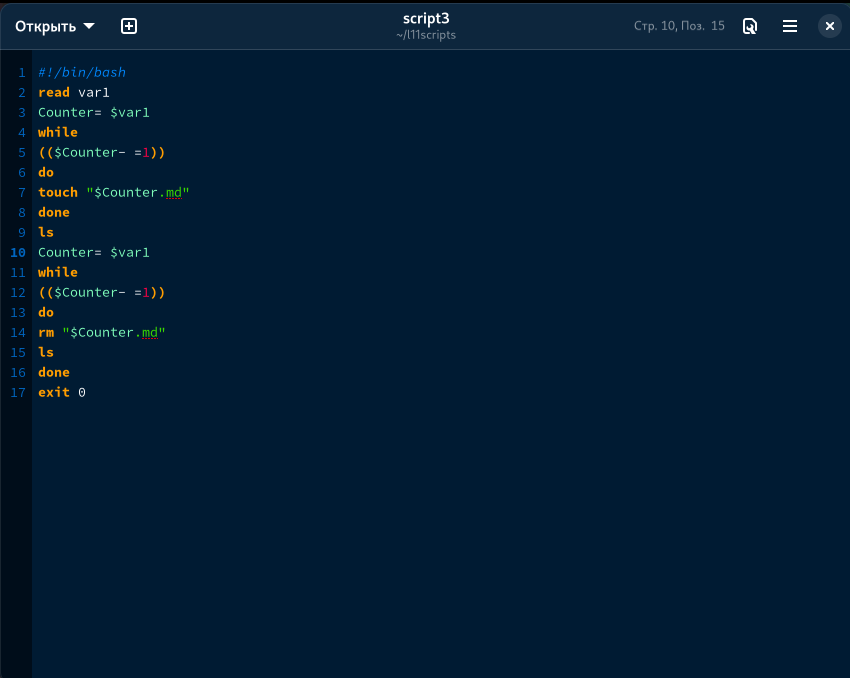 Открыть
script3
~/l11scripts
Стр. 10, Поз. 15
1 #!/bin/bash
2 read var1
3 Counter= $var1
4 while
5 (($Counter- =1))
6 do
7 touch "$Counter.md"
8 done
9 ls
10 Counter= $var1
11 while
12 (($Counter- =1))
13 do
14 rm "$Counter.md"
15 ls
16 done
17 exit 0